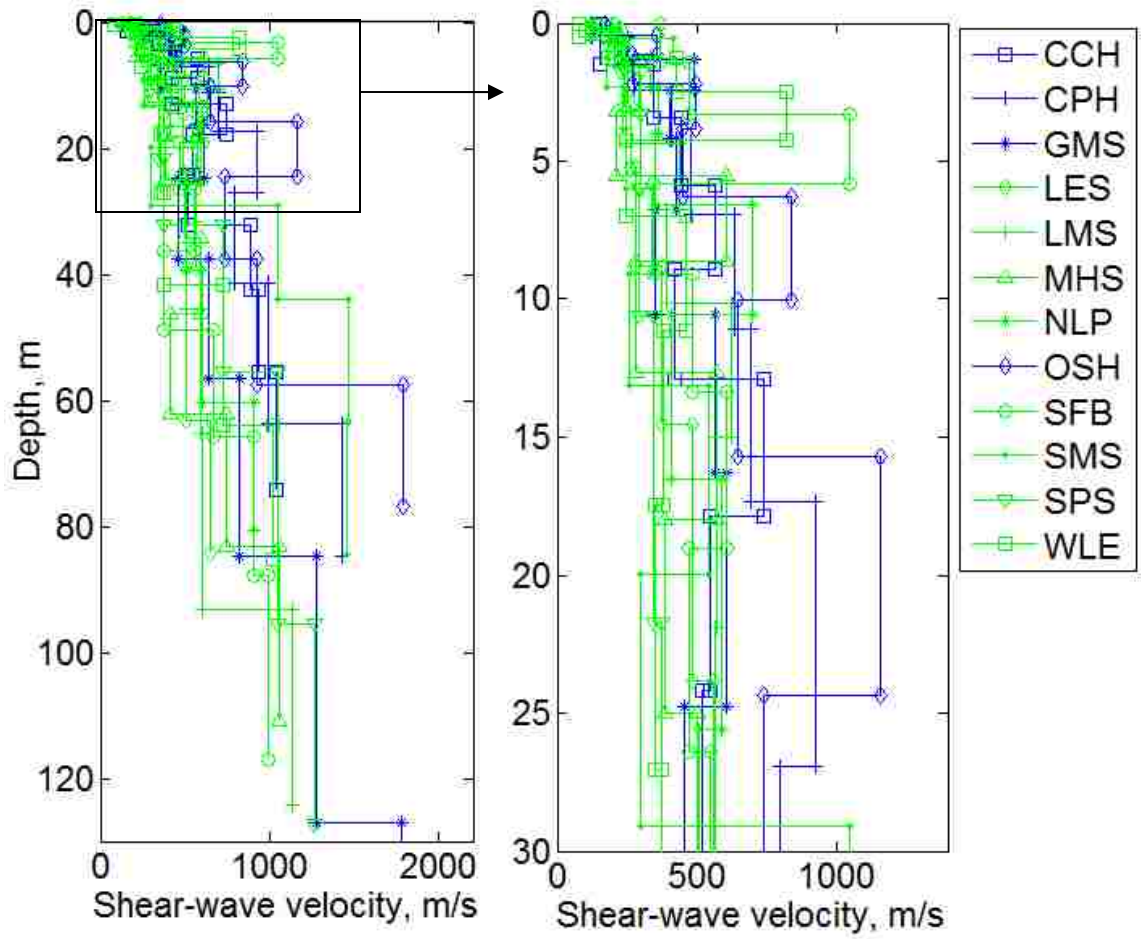 0
20
40
60
80
100
120
Depth, m
0 1000 2000
Shear-wave velocity, m/s
0
5
10
15
20
25
30
0 500 1000
Shear-wave velocity, m/s
CCH
CPH
GMS
LES
LMS
MHS
NLP
OSH
SFB
SMS
SPS
WLE